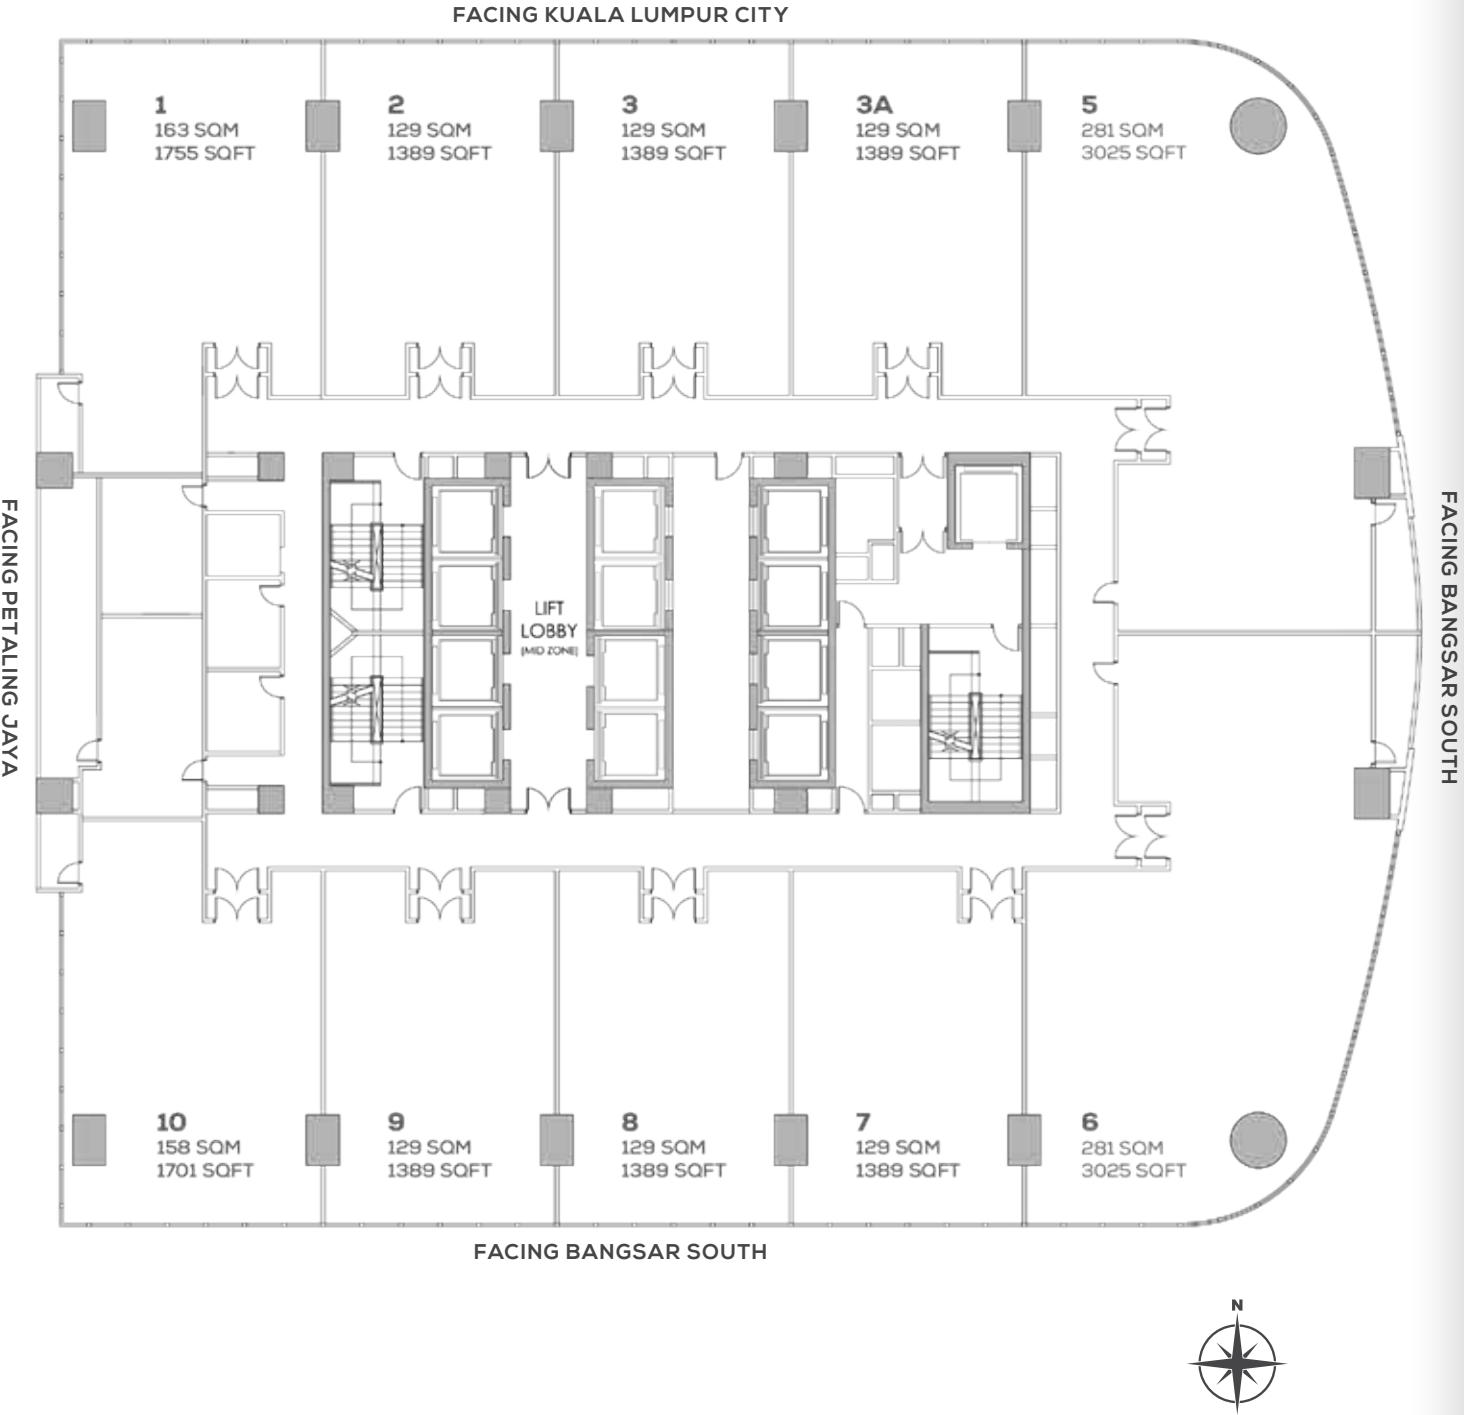 FACING KUALA LUMPUR CITY
1
163 SQM
1755 SQFT
2
129 SQM
1389 SQFT
3
129 SQM
1389 SQFT
3A
129 SQM
1389 SQFT
5
281 SQM
3025 SQFT
FACING PETALING JAYA
LIFT
LOBBY
(MID ZONE)
FACING BANGSAR SOUTH
10
158 SQM
1701 SQFT
9
129 SQM
1389 SQFT
8
129 SQM
1389 SQFT
7
129 SQM
1389 SQFT
6
281 SQM
3025 SQFT
FACING BANGSAR SOUTH
N